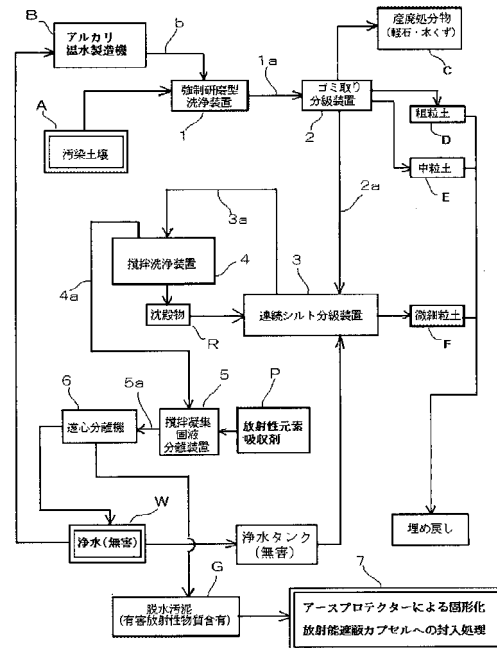 B
アルカリ
温水製造機
b
強制研磨型
洗浄装置
1
1a
ゴミ取り
分級装置
2
産廃処分物
(軽石・木くず)
C
A
汚染土壌
粗粒土
D
中粒土
E
2a
3a
撹拌洗浄装置
4
4a
沈殿物
R
3
連続シルト分級装置
微細粒土
F
6
遠心分離機
5a
5
撹拌凝集
固液
分離装置
P
放射性元素
吸収剤
W
浄水(無害)
浄水タンク
(無害)
埋め戻し
G
脱水汚泥
(有害放射性物質含有)
7
アースプロテクターによる固形化
放射能遮蔽カプセルへの封入処理